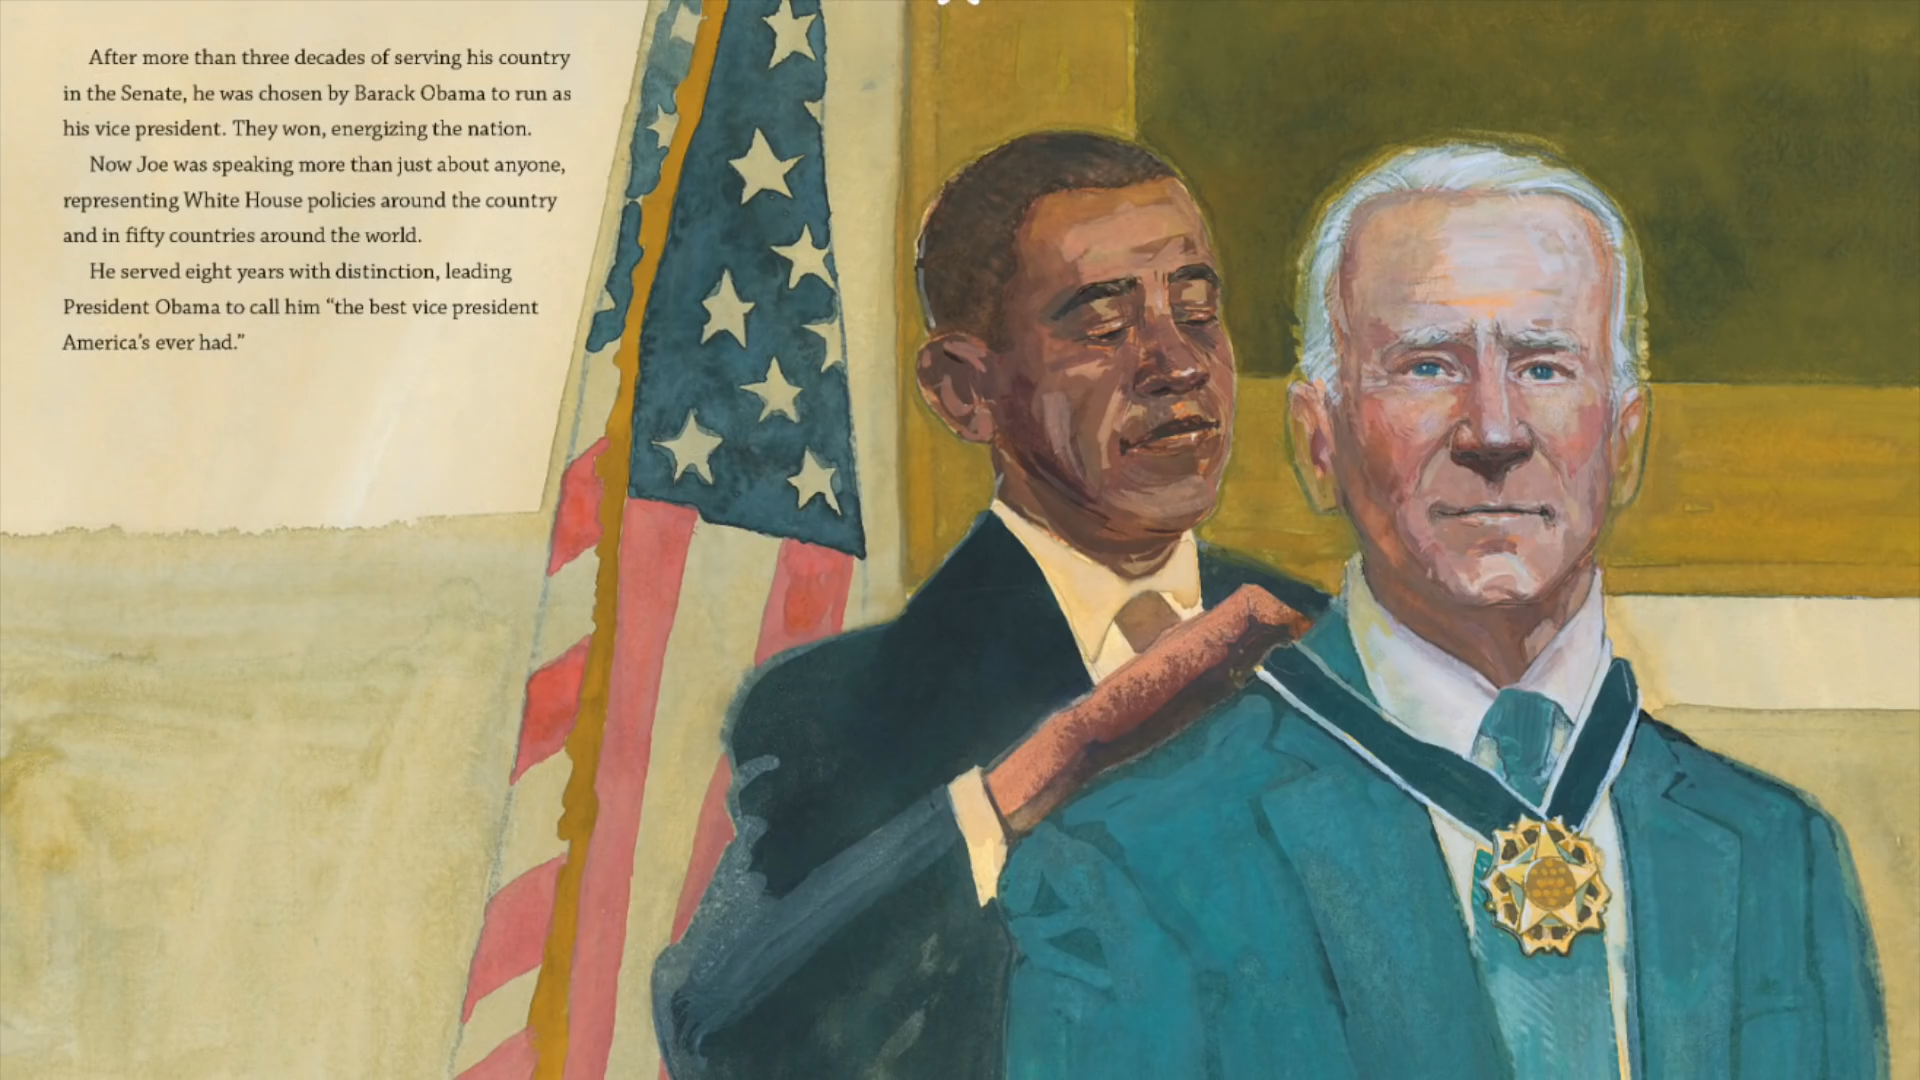 After more than three decades of serving his country
in the Senate, he was chosen by Barack Obama to run as
his vice president. They won, energizing the nation.
Now Joe was speaking more than just about anyone,
representing White House policies around the country
and in fifty countries around the world.
He served eight years with distinction, leading
President Obama to call him “the best vice president
America’s ever had.”